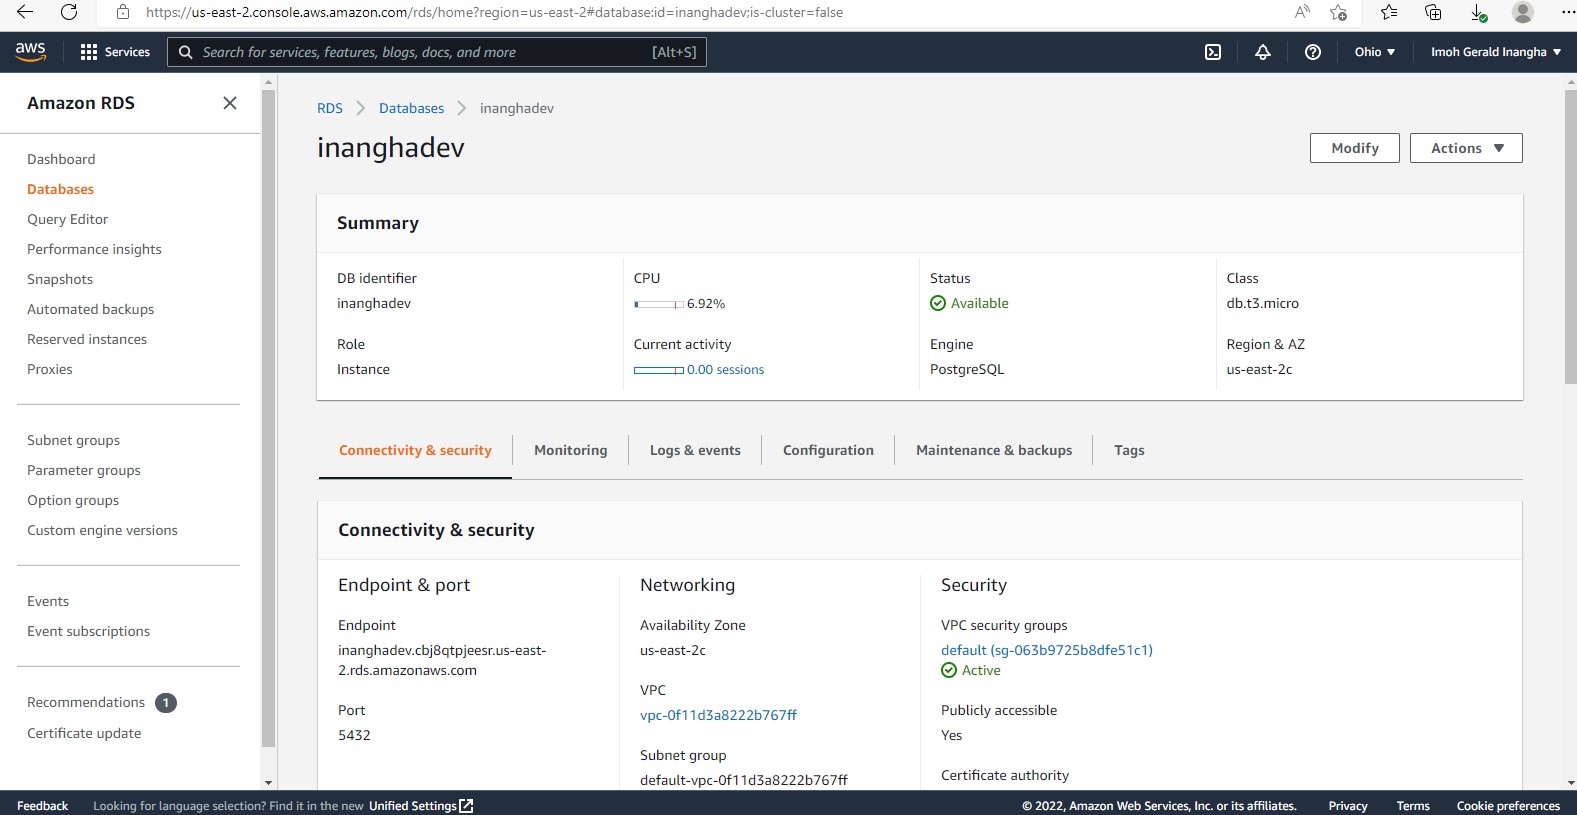 https://us-east-2.console.aws.amazon.com/rds/home?region=us-east-2#database:id=inanghadev;is-cluster=false
aws
Services
Search for services, features, blogs, docs, and more
[Alt+S]
Ohio
Imoh Gerald Inangha
Amazon RDS
Dashboard
Databases
Query Editor
Performance insights
Snapshots
Automated backups
Reserved instances
Proxies
Subnet groups
Parameter groups
Option groups
Custom engine versions
Events
Event subscriptions
Recommendations 1
Certificate update
RDS
Databases
inanghadev
inanghadev
Modify
Actions
Summary
DB identifier
inanghadev
CPU
6.92%
Status
Available
Class
db.t3.micro
Role
Instance
Current activity
0.00 sessions
Engine
PostgreSQL
Region & AZ
us-east-2c
Connectivity & security
Monitoring
Logs & events
Configuration
Maintenance & backups
Tags
Connectivity & security
Endpoint & port
Endpoint
inanghadev.cbj8qtpjeesr.us-east-
2.rds.amazonaws.com
Port
5432
Networking
Availability Zone
us-east-2c
VPC
vpc-0f11d3a8222b767ff
Subnet group
default-vpc-0f11d3a8222b767ff
Security
VPC security groups
default (sg-063b9725b8dfe51c1)
Active
Publicly accessible
Yes
Certificate authority
Feedback
Looking for language selection? Find it in the new Unified Settings
© 2022, Amazon Web Services, Inc. or its affiliates.
Privacy
Terms
Cookie preferences